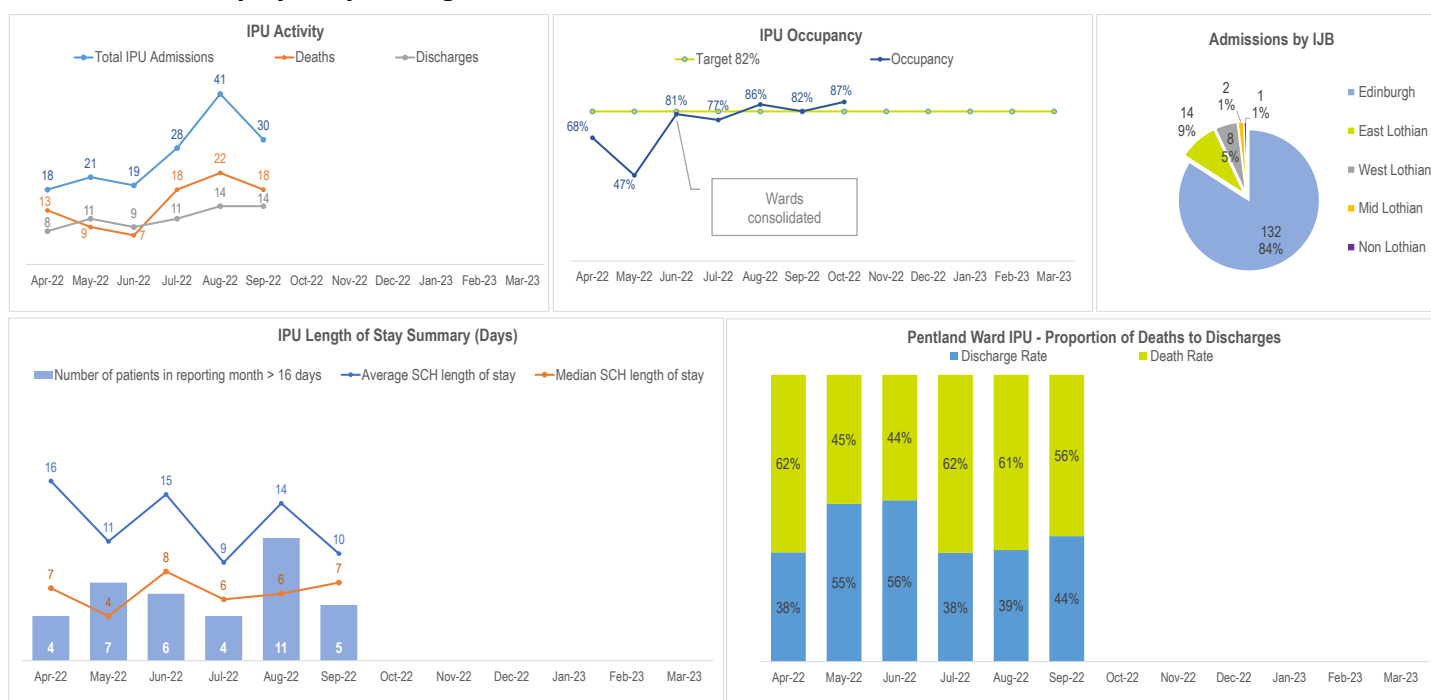 IPU Activity
Total IPU Admissions Deaths Discharges
41
30
28
21
19
18
22
18
18
13
14
14
11
11
9
9
8
7
Apr-22 May-22 Jun-22 Jul-22 Aug-22 Sep-22 Oct-22 Nov-22 Dec-22 Jan-23 Feb-23 Mar-23
IPU Occupancy
Target 82% Occupancy
68% 47% 81% 77% 86% 82% 87%
Wards
consolidated
Apr-22 May-22 Jun-22 Jul-22 Aug-22 Sep-22 Oct-22 Nov-22 Dec-22 Jan-23 Feb-23 Mar-23
Admissions by IJB
2
1%
1
1%
14
9%
8
5%
132
84%
Edinburgh
East Lothian
West Lothian
Mid Lothian
Non Lothian
IPU Length of Stay Summary (Days)
Number of patients in reporting month > 16 days Average SCH length of stay Median SCH length of stay
16 11 15 9 14 10
7 4 8 6 6 7
4 7 6 4 11 5
Apr-22 May-22 Jun-22 Jul-22 Aug-22 Sep-22 Oct-22 Nov-22 Dec-22 Jan-23 Feb-23 Mar-23
Pentland Ward IPU - Proportion of Deaths to Discharges
Discharge Rate Death Rate
62% 45% 44% 62% 61% 56%
38% 55% 56% 38% 39% 44%
Apr-22 May-22 Jun-22 Jul-22 Aug-22 Sep-22 Oct-22 Nov-22 Dec-22 Jan-23 Feb-23 Mar-23